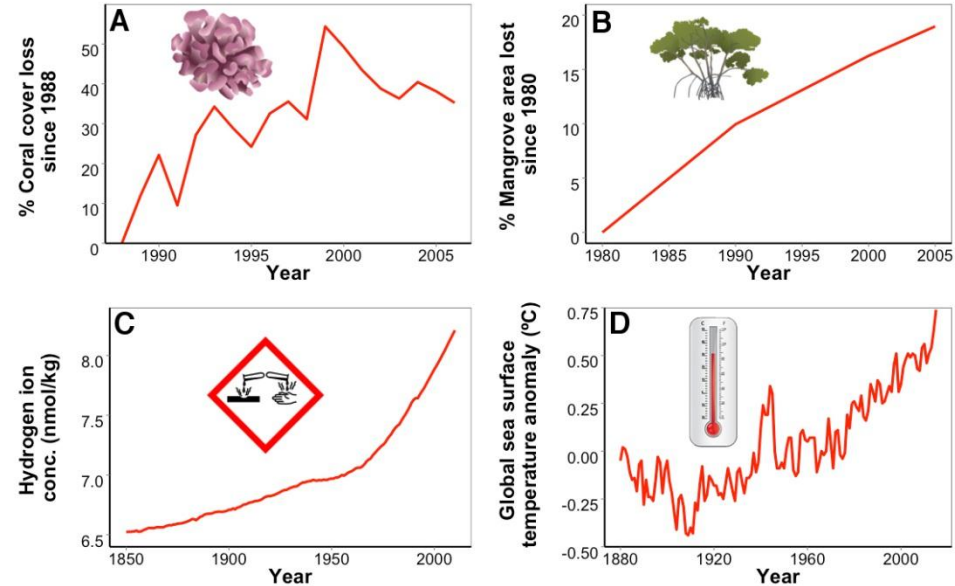 A
% Coral cover loss
since 1988
50
30
30
20
10
0
1990
1995
2000
2005
Year
B
% Mangrove area lost
since 1980
20
15
10
5
0
1980
1985
1990
1995
2000
2005
Year
C
Hydrogen ion
conc. (nmol/kg)
8.0
7.5
7.0
6.5
1850
1900
1950
2000
Year
D
Global sea surface
temperature anomaly (ºC)
0.75
0.50
0.25
0.00
-0.25
-0.50
1880
1920
1960
2000
Year
C F